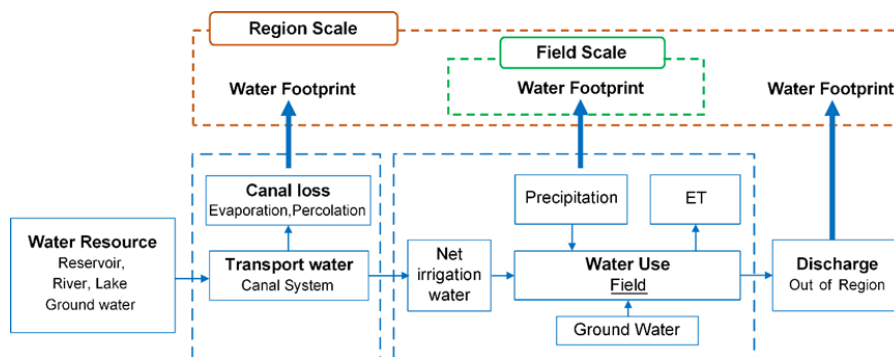 Region Scale
Field Scale
Water Footprint
Water Footprint
Water Footprint
Canal loss
Evaporation,Percolation
Precipitation
ET
Water Resource
Reservoir,
River, Lake
Ground water
Transport water
Canal System
Net
irrigation
water
Water Use
Field
Discharge
Out of Region
Ground Water